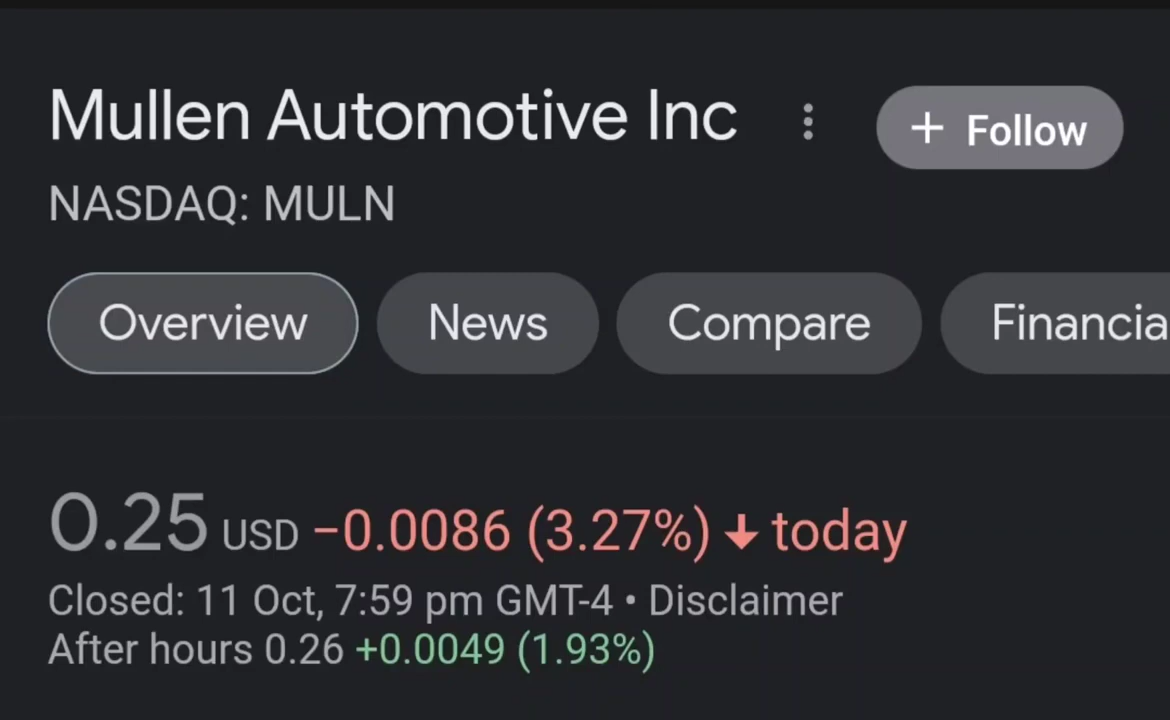 Mullen Automotive Inc
+ Follow
NASDAQ: MULN
Overview News Compare Financia
0.25 USD −0.0086 (3.27%) ↓ today
Closed: 11 Oct, 7:59 pm GMT-4 • Disclaimer
After hours 0.26 +0.0049 (1.93%)